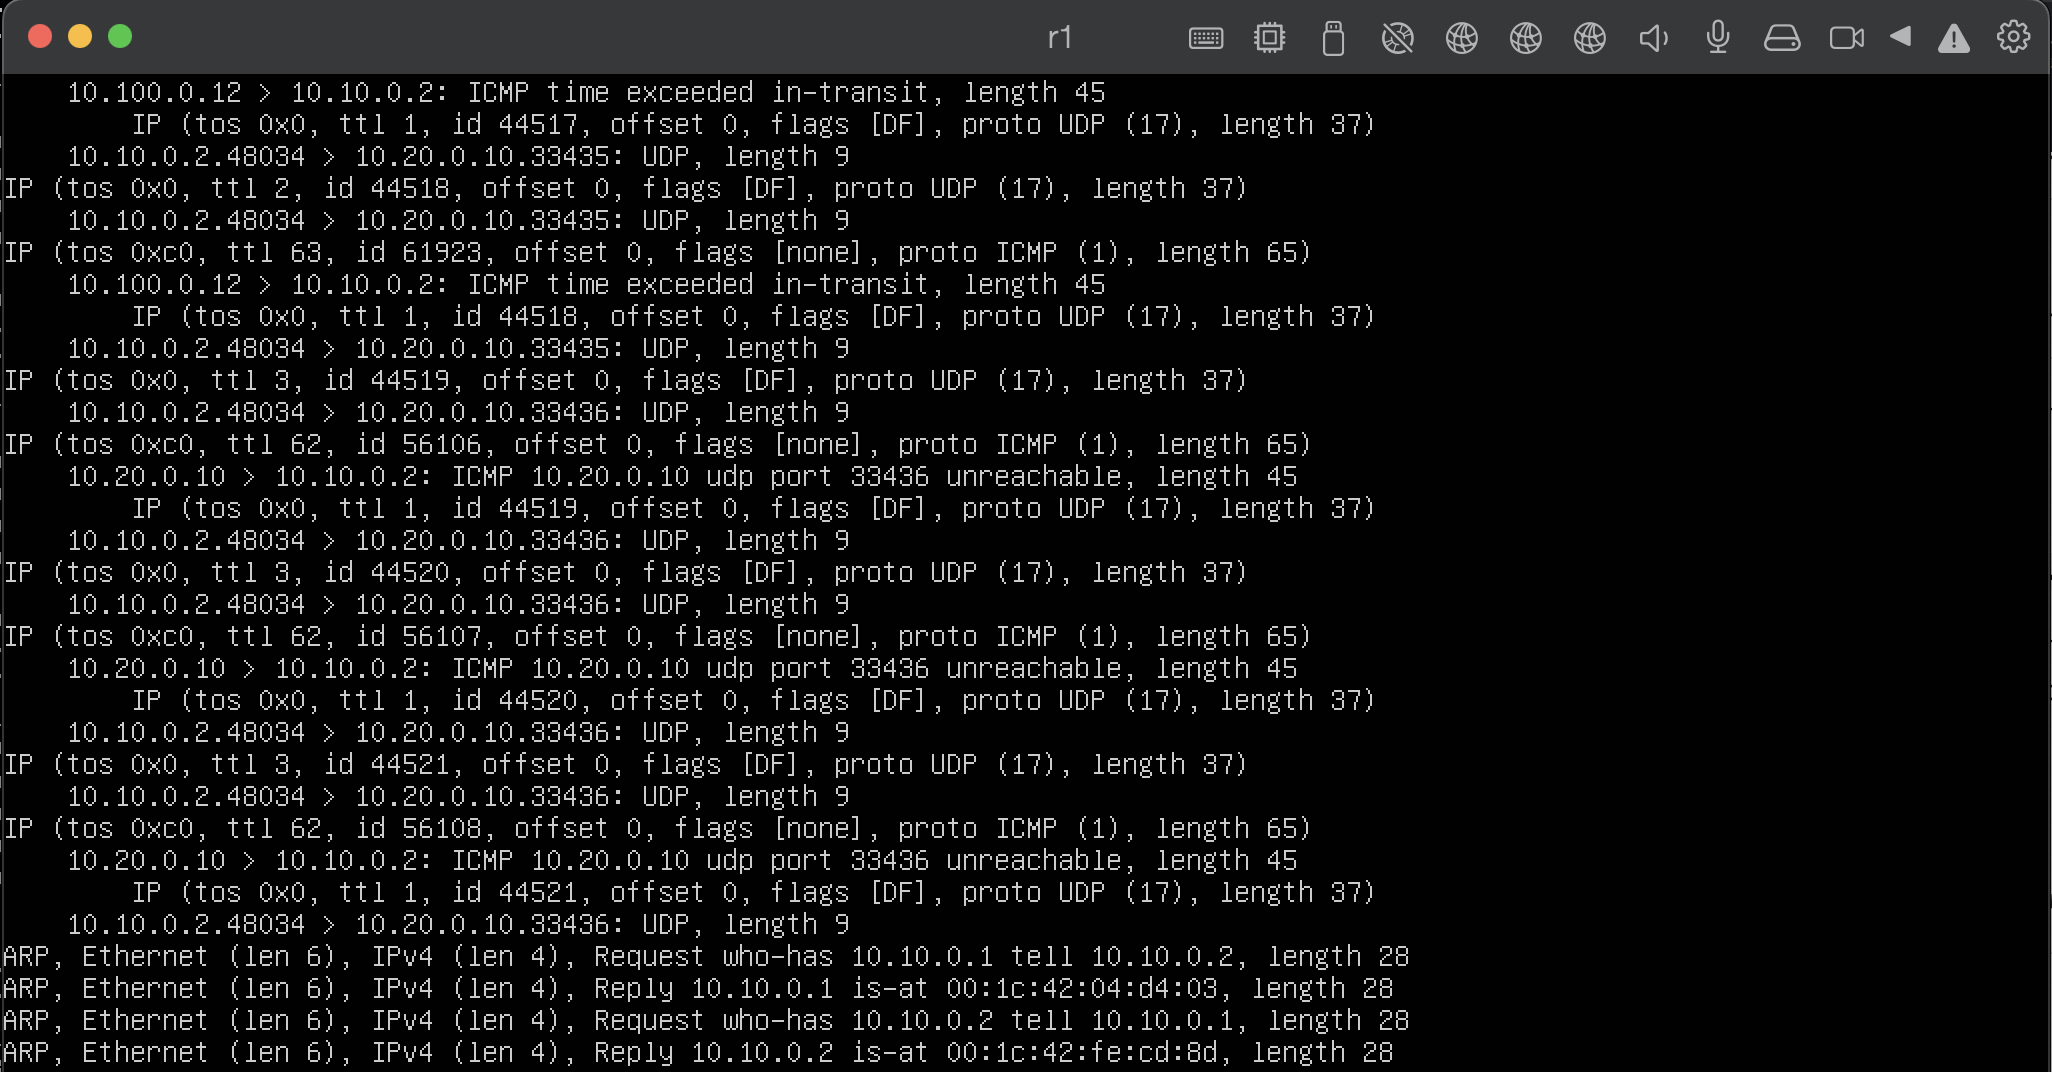 r1
10.100.0.12 > 10.10.0.2: ICMP time exceeded in-transit, length 45
IP (tos 0x0, ttl 1, id 44517, offset 0, flags [DF], proto UDP (17), length 37)
10.10.0.2.48034 > 10.20.0.10.33435: UDP, length 9
IP (tos 0x0, ttl 2, id 44518, offset 0, flags [DF], proto UDP (17), length 37)
10.10.0.2.48034 > 10.20.0.10.33435: UDP, length 9
IP (tos 0xc0, ttl 63, id 61923, offset 0, flags [none], proto ICMP (1), length 65)
10.100.0.12 > 10.10.0.2: ICMP time exceeded in-transit, length 45
IP (tos 0x0, ttl 1, id 44518, offset 0, flags [DF], proto UDP (17), length 37)
10.10.0.2.48034 > 10.20.0.10.33435: UDP, length 9
IP (tos 0x0, ttl 3, id 44519, offset 0, flags [DF], proto UDP (17), length 37)
10.10.0.2.48034 > 10.20.0.10.33436: UDP, length 9
IP (tos 0xc0, ttl 62, id 56106, offset 0, flags [none], proto ICMP (1), length 65)
10.20.0.10 > 10.10.0.2: ICMP 10.20.0.10 udp port 33436 unreachable, length 45
IP (tos 0x0, ttl 1, id 44519, offset 0, flags [DF], proto UDP (17), length 37)
10.10.0.2.48034 > 10.20.0.10.33436: UDP, length 9
IP (tos 0x0, ttl 3, id 44520, offset 0, flags [DF], proto UDP (17), length 37)
10.10.0.2.48034 > 10.20.0.10.33436: UDP, length 9
IP (tos 0xc0, ttl 62, id 56107, offset 0, flags [none], proto ICMP (1), length 65)
10.20.0.10 > 10.10.0.2: ICMP 10.20.0.10 udp port 33436 unreachable, length 45
IP (tos 0x0, ttl 1, id 44520, offset 0, flags [DF], proto UDP (17), length 37)
10.10.0.2.48034 > 10.20.0.10.33436: UDP, length 9
IP (tos 0x0, ttl 3, id 44521, offset 0, flags [DF], proto UDP (17), length 37)
10.10.0.2.48034 > 10.20.0.10.33436: UDP, length 9
IP (tos 0xc0, ttl 62, id 56108, offset 0, flags [none], proto ICMP (1), length 65)
10.20.0.10 > 10.10.0.2: ICMP 10.20.0.10 udp port 33436 unreachable, length 45
IP (tos 0x0, ttl 1, id 44521, offset 0, flags [DF], proto UDP (17), length 37)
10.10.0.2.48034 > 10.20.0.10.33436: UDP, length 9
ARP, Ethernet (len 6), IPv4 (len 4), Request who-has 10.10.0.1 tell 10.10.0.2, length 28
ARP, Ethernet (len 6), IPv4 (len 4), Reply 10.10.0.1 is-at 00:1c:42:04:d4:03, length 28
ARP, Ethernet (len 6), IPv4 (len 4), Request who-has 10.10.0.2 tell 10.10.0.1, length 28
ARP, Ethernet (len 6), IPv4 (len 4), Reply 10.10.0.2 is-at 00:1c:42:fe:cd:8d, length 28